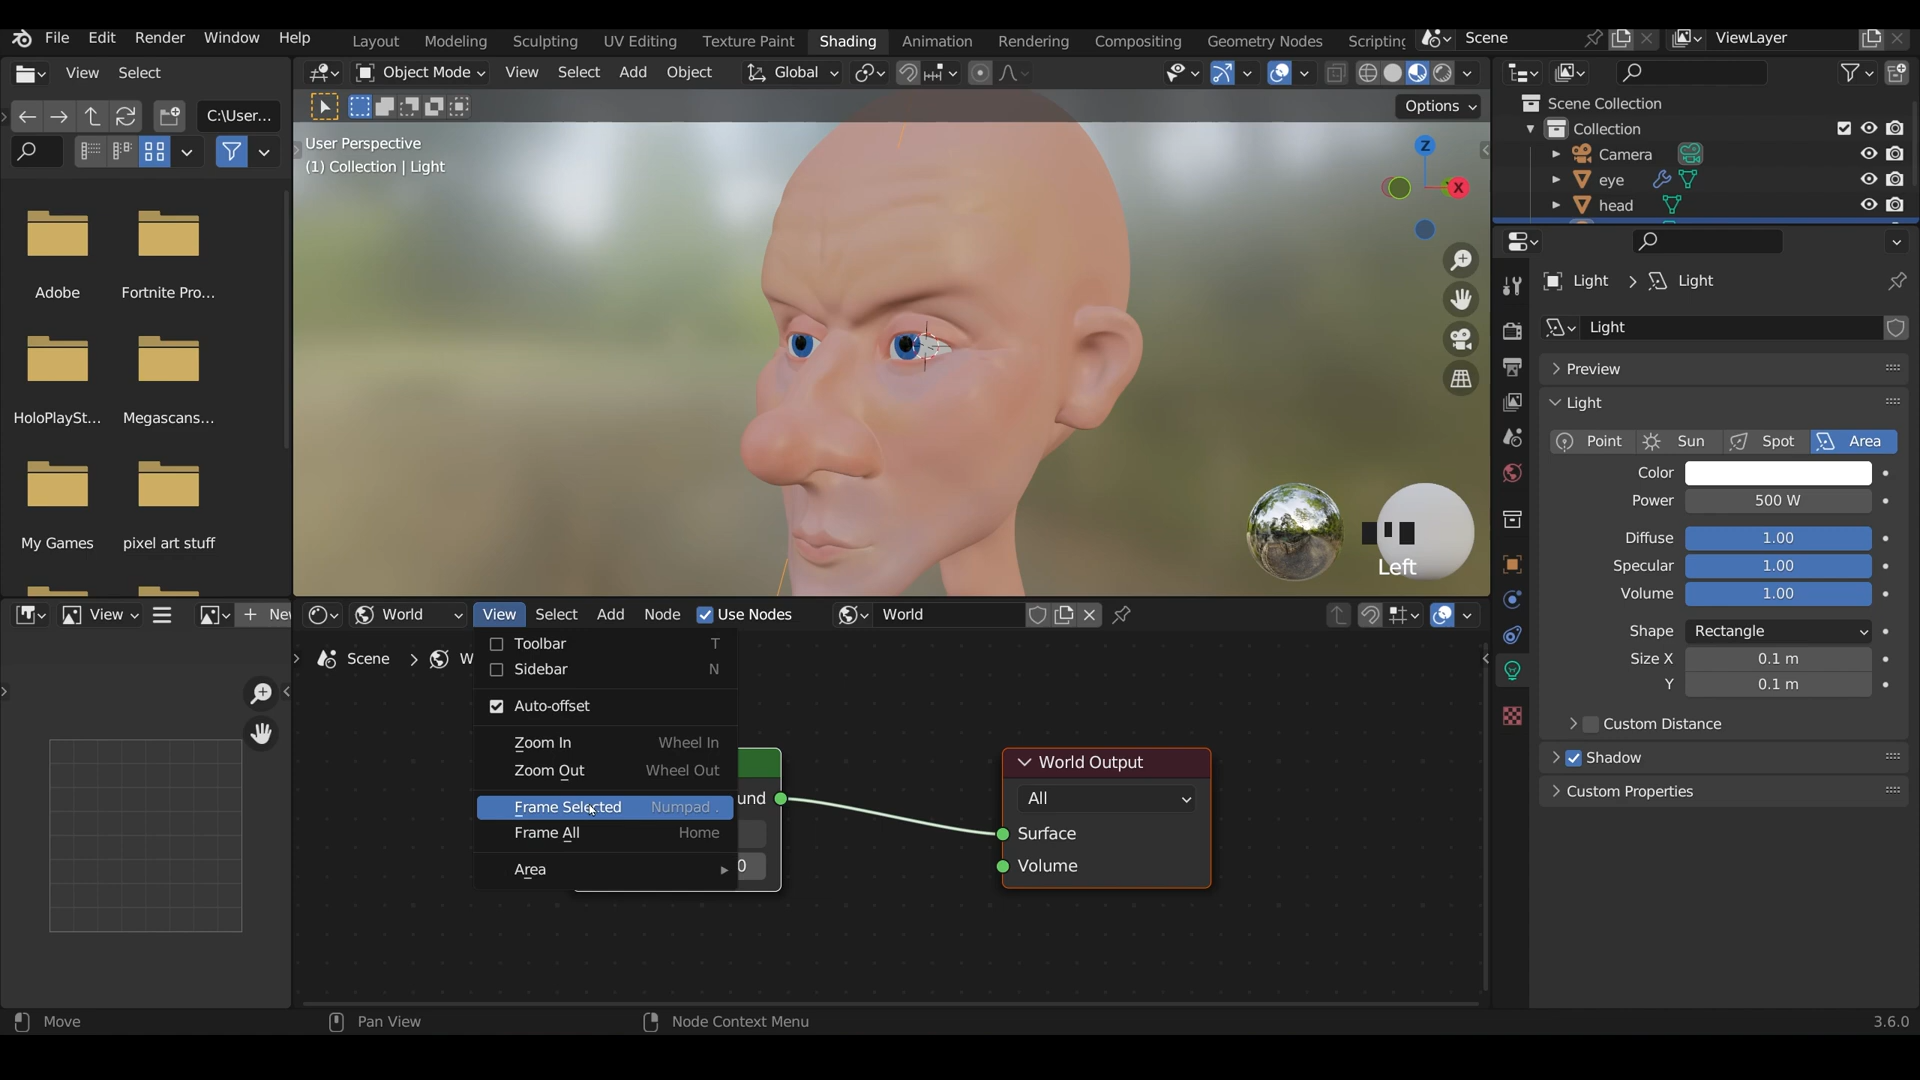 File Edit Render Window Help Layout Modeling Sculpting UV Editing Texture Paint Shading Animation Rendering Compositing Geometry Nodes Scripting Scene ViewLayer
View Select Object Mode View Select Add Object Global
C:\User... Options
Scene Collection
Collection
Camera
eye
head
User Perspective
(1) Collection | Light
Z
X
Adobe Fortnite Pro...
HoloPlaySt... Megascans...
My Games pixel art stuff
Left
Light > Light
Light
Preview
Light
Point Sun Spot Area
Color
Power 500 W
Diffuse 1.00
Specular 1.00
Volume 1.00
Shape Rectangle
Size X 0.1 m
Y 0.1 m
Custom Distance
Shadow
Custom Properties
View + Ne World View Select Add Node Use Nodes World
Scene > W
Toolbar T
Sidebar N
Auto-offset
Zoom In Wheel In
Zoom Out Wheel Out
Frame Selected Numpad .
Frame All Home
Area
und
0
World Output
All
Surface
Volume
Move Pan View Node Context Menu 3.6.0